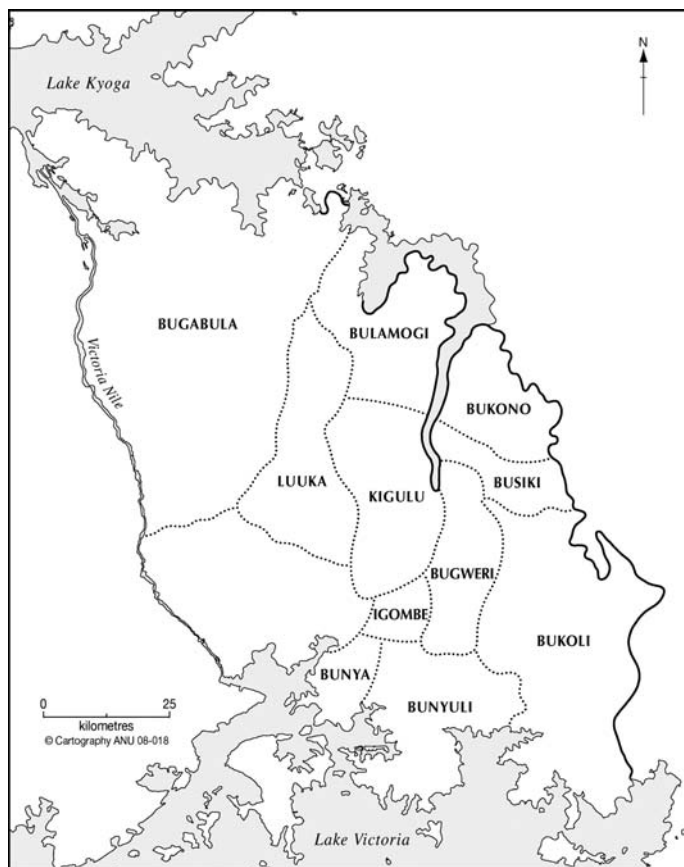 N
Lake Kyoga
BUGABULA
BULAMOGI
Victoria Nile
BUKONO
LUUKA
KIGULU
BUSIKI
BUGWERI
IGOMBE
BUKOLI
BUNYA
BUNYULI
0 25
kilometres
© Cartography ANU 08-018
Lake Victoria